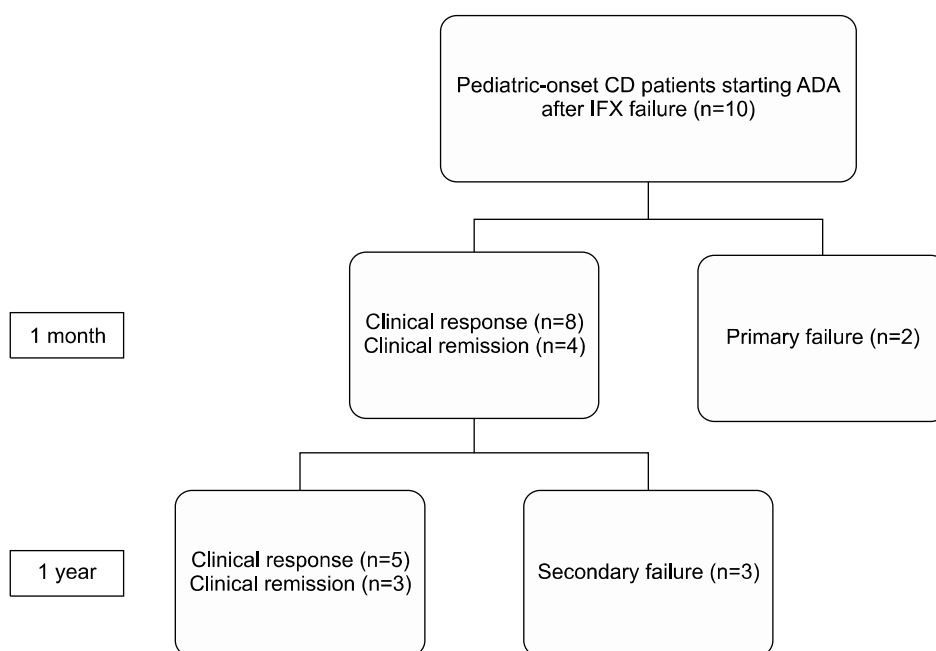 Pediatric-onset CD patients starting ADA
after IFX failure (n=10)
1 month
Clinical response (n=8)
Clinical remission (n=4)
Primary failure (n=2)
1 year
Clinical response (n=5)
Clinical remission (n=3)
Secondary failure (n=3)